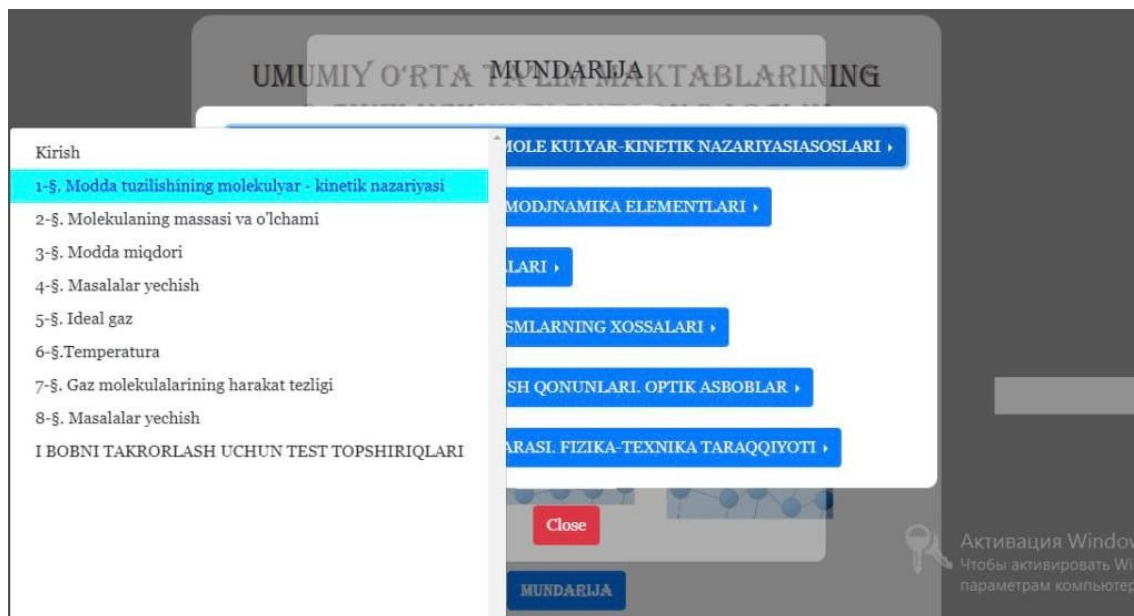 UMUMIY O‘RTA
MAKTABLARINING
MUNDARIJA
MOLE KULYAR-KINETIK NAZARIYASIASOSLARI
MODJNAMIKA ELEMENTLARI
LARI
SMLARNING XOSSALARI
SH QONUNLARI. OPTIK ASBOBLAR
ARASI. FIZIKA-TEXNIKA TARAQQIYOTI
Kirish
1-§. Modda tuzilishining molekulyar - kinetik nazariyasi
2-§. Molekulaning massasi va o'lchami
3-§. Modda miqdori
4-§. Masalalar yechish
5-§. Ideal gaz
6-§.Temperatura
7-§. Gaz molekulalarining harakat tezligi
8-§. Masalalar yechish
I BOBNI TAKRORLASH UCHUN TEST TOPSHIRIQLARI
Close
MUNDARIJA
Активация Window
Чтобы активировать Wi
параметрам компьютер